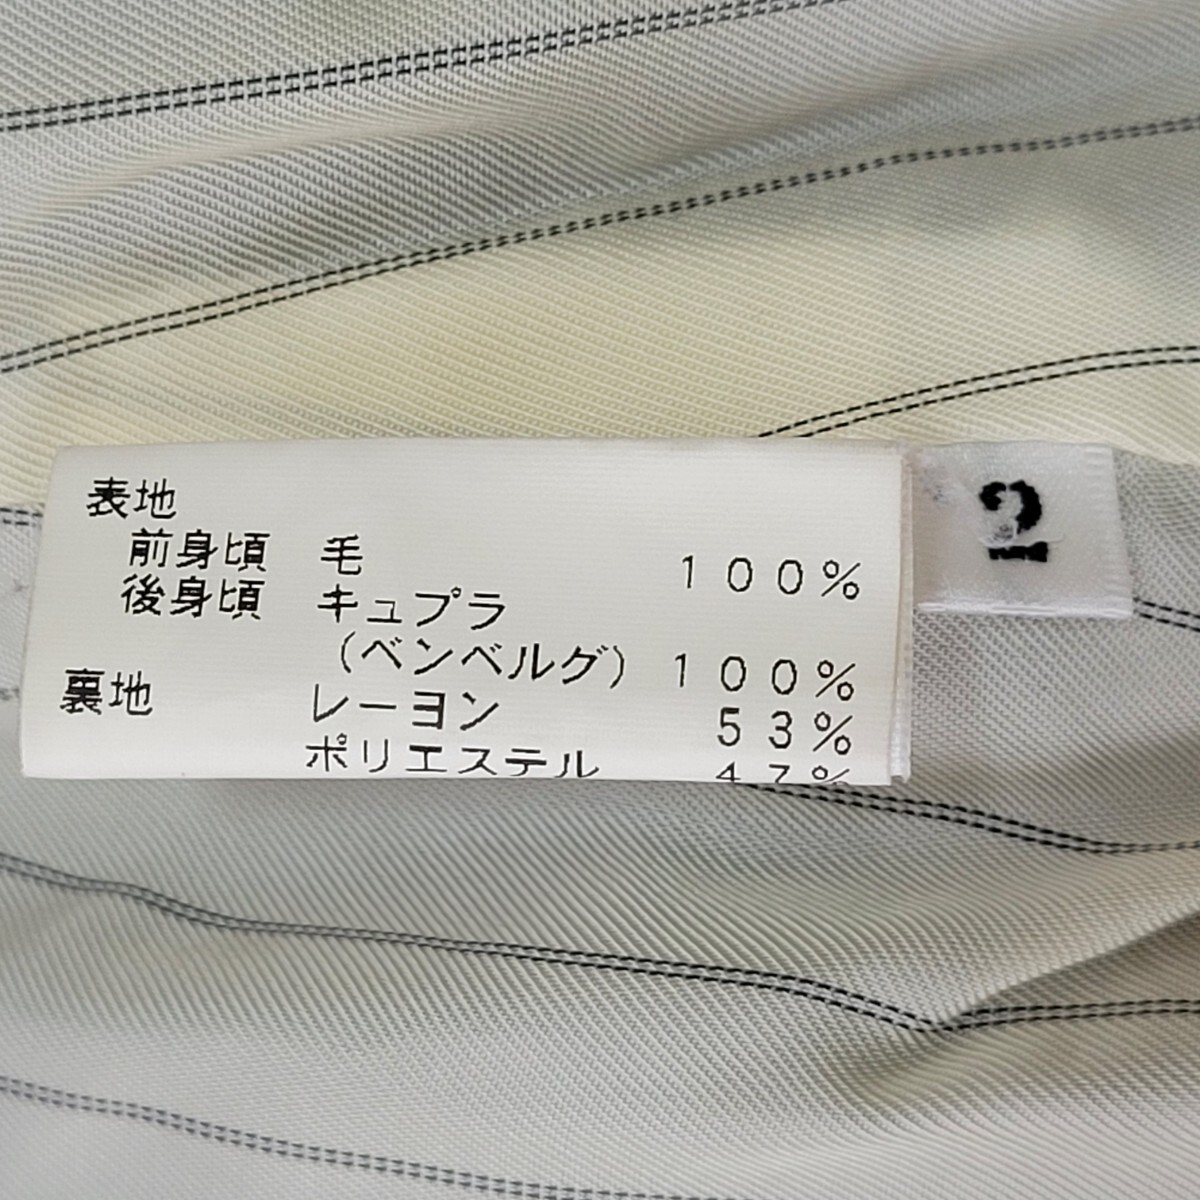 表地
前身頃 毛 100%
後身頃 キュプラ
(ベンベルグ) 100%
裏地 レーヨン 53%
ポリエステル 47%
2